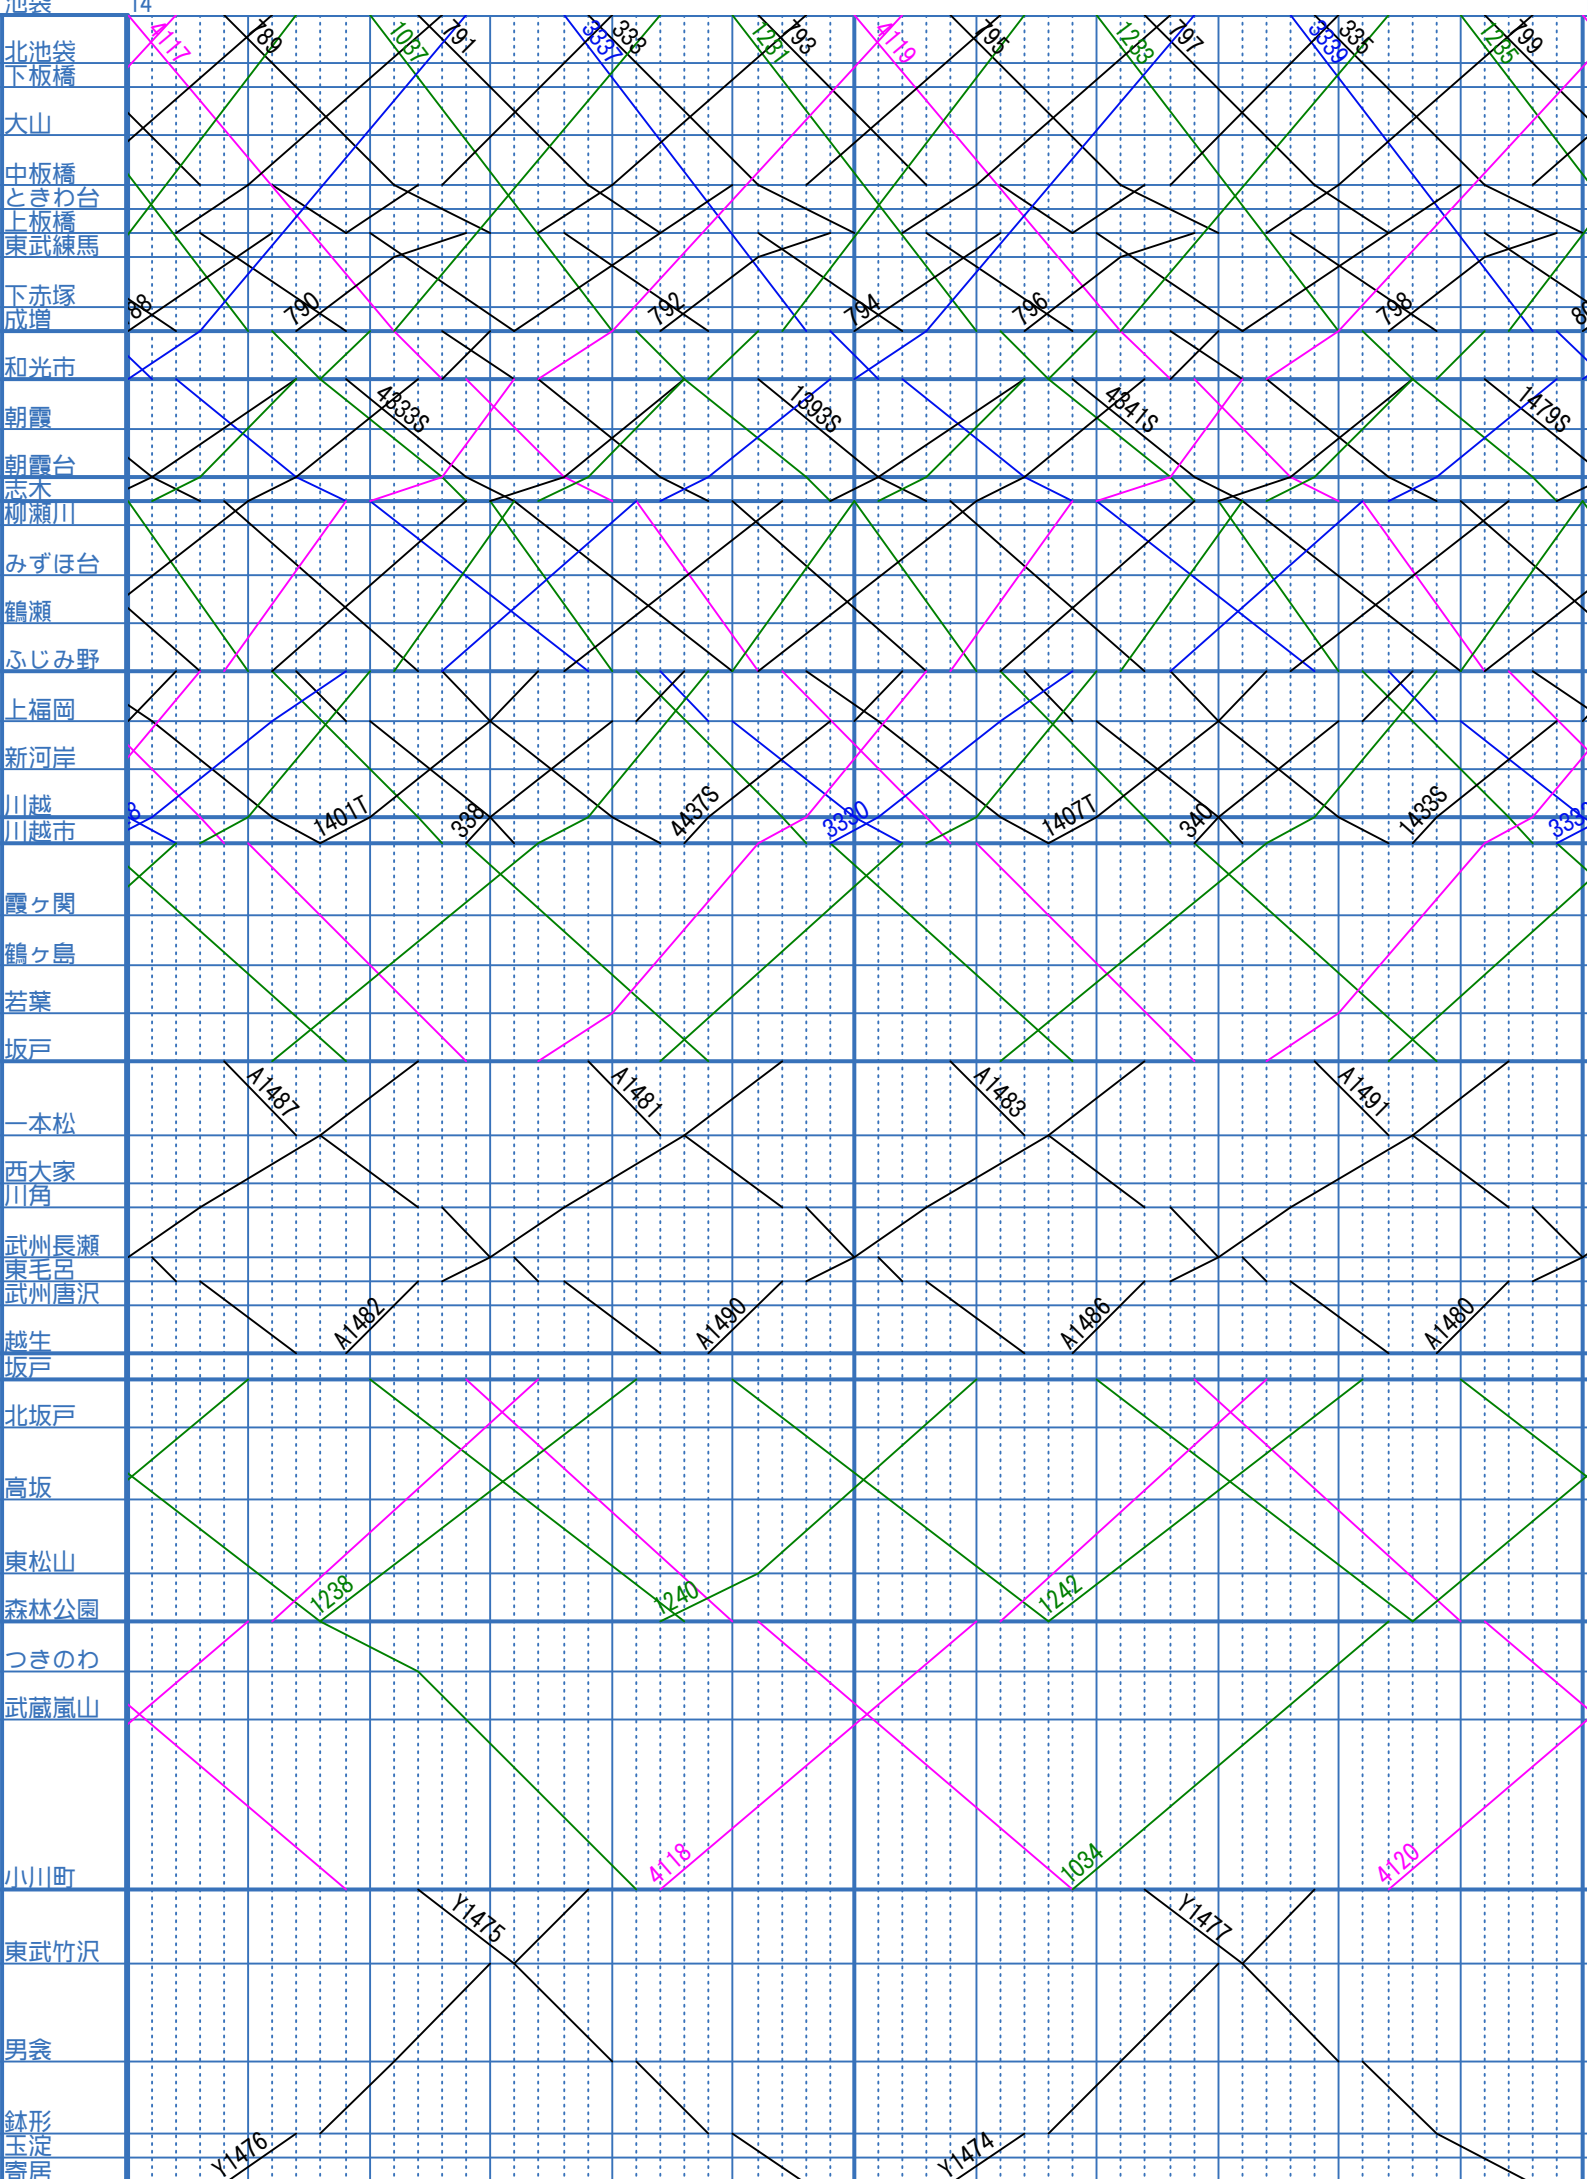 池袋 14
4117 789 1037 791 3337 333 1231 793 4119 795 1233 797 3339 335 1235 799
北池袋
下板橋
大山
中板橋
ときわ台
上板橋
東武練馬
下赤塚
88 790 792 794 796 798
成増
和光市
4333S 1393S 4341S 1479S
朝霞
朝霞台
志木
柳瀬川
みずほ台
鶴瀬
ふじみ野
上福岡
新河岸
川越
1401T 338 4437S 3330 1407T 340 1433S
川越市
霞ヶ関
鶴ヶ島
若葉
坂戸
A1487 A1481 A1483 A1491
一本松
西大家
川角
武州長瀬
東毛呂
武州唐沢
A1482 A1490 A1486 A1480
越生
坂戸
北坂戸
高坂
東松山
1238 1240 1242
森林公園
つきのわ
武蔵嵐山
4118 1034 4120
小川町
Y1475 Y1477
東武竹沢
男衾
鉢形
玉淀
Y1476 Y1474
寄居